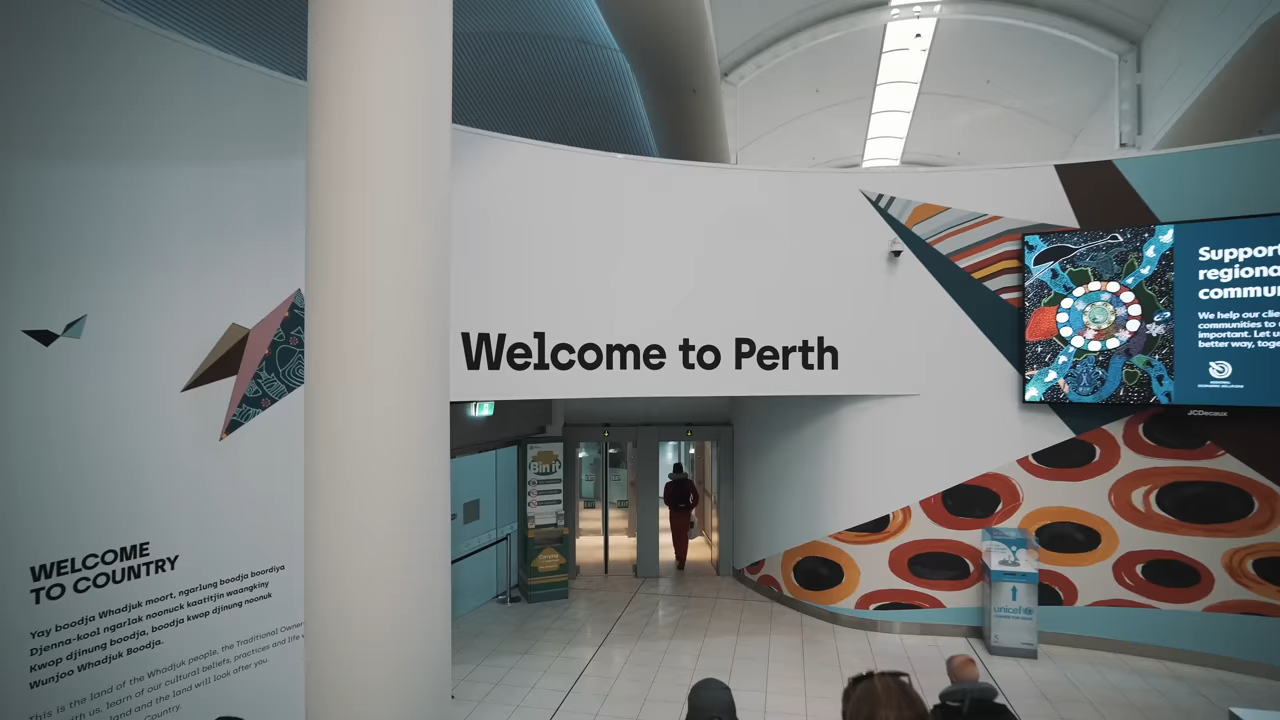 Welcome to Perth
WELCOME
TO COUNTRY
Yay boodja Whadjuk moort, ngarlung boodja boordiya
Djenna-kool ngarlak noonuck kaatitjin waangkiny
Kwop djinung boodja, boodja kwop djinung noonuk
Wunjoo Whadjuk Boodja.
This is the land of the Whadjuk people, the Traditional Owner
with us, learn of our cultural beliefs, practices and life
land and the land will look after you.
Country.
Bin it
Support
regiona
commun
We help our clie
communities to
important. Let u
better way, toge
JCDecaux
unicef